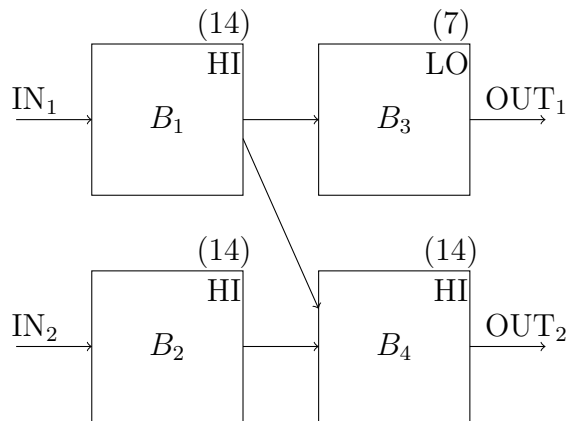 (14) (7)
HI LO
IN₁ B₁ B₃ OUT₁
(14) (14)
HI HI
IN₂ B₂ B₄ OUT₂